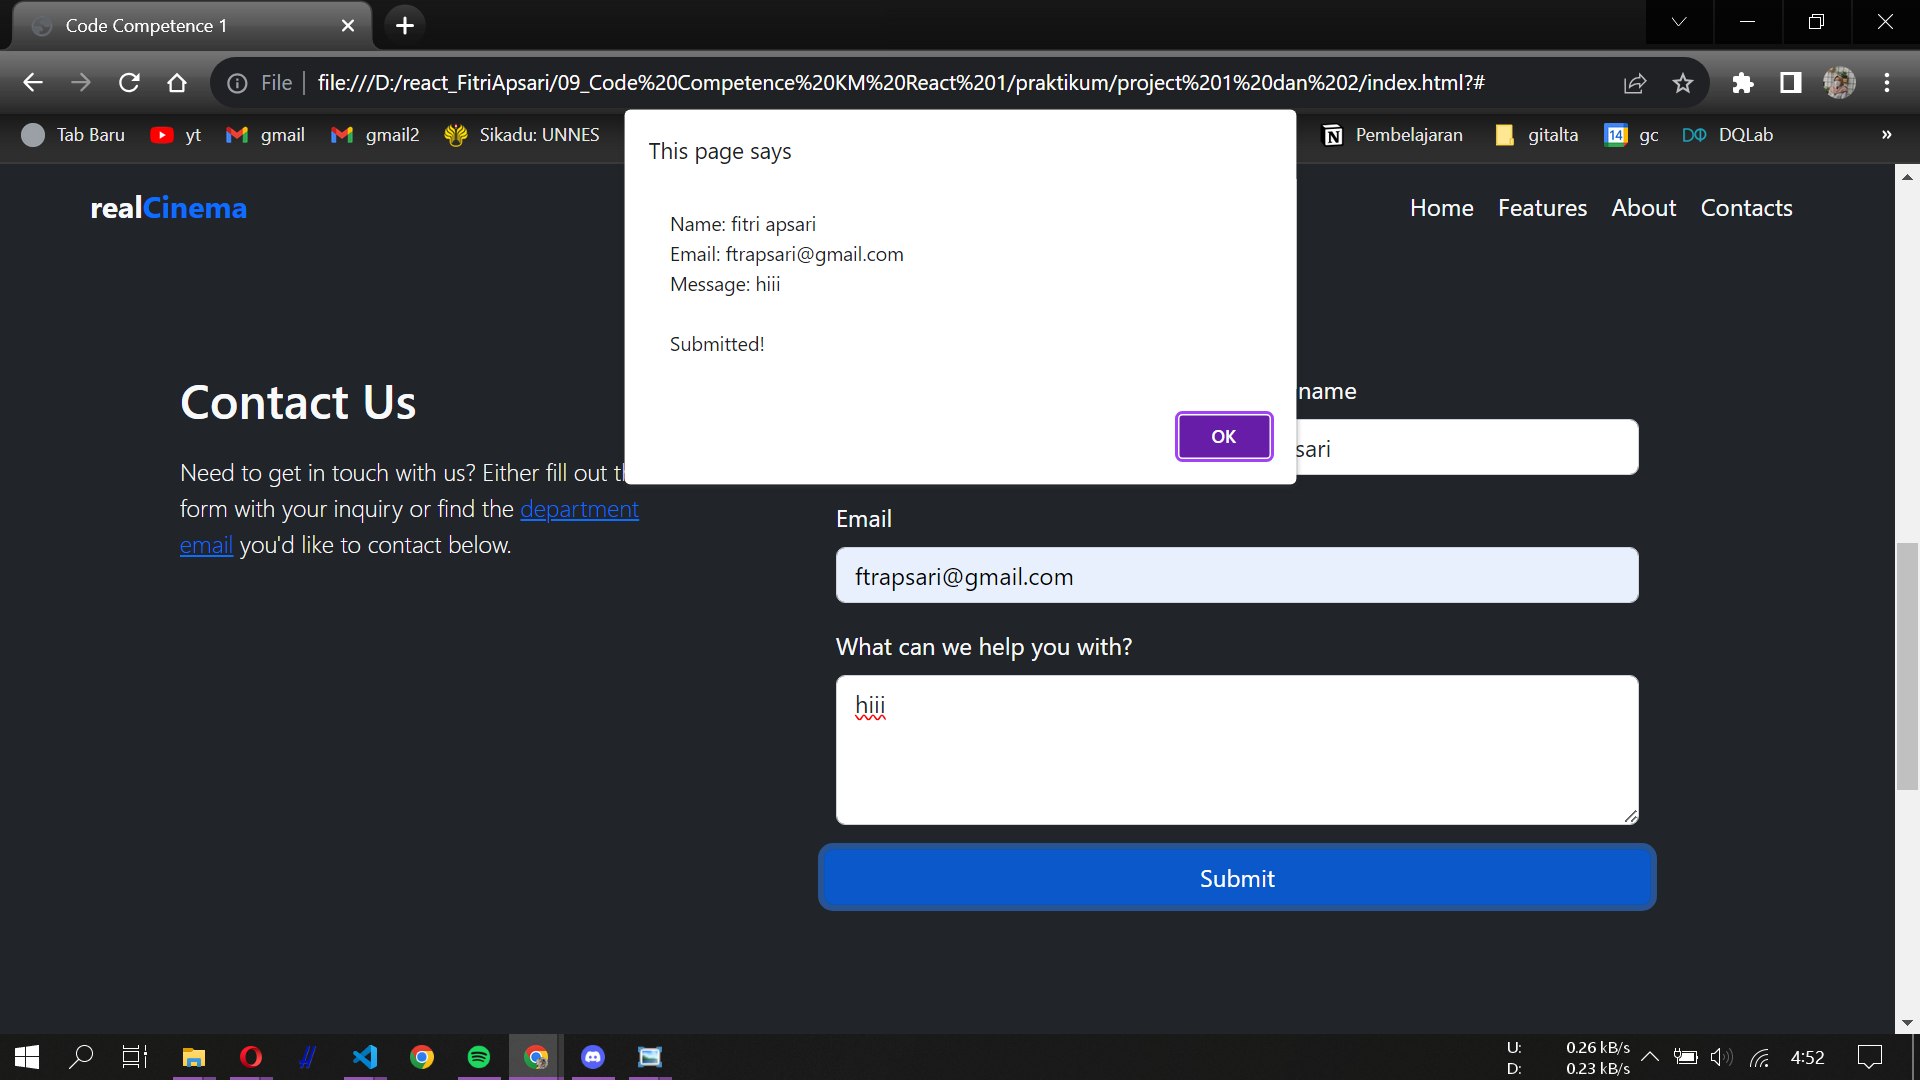 Code Competence 1
File
file:///D:/react_FitriApsari/09_Code%20Competence%20KM%20React%201/praktikum/project%201%20dan%202/index.html?#
Tab Baru
yt
gmail
gmail2
Sikadu: UNNES
Pembelajaran
gitalta
14
gc
DQLab
»
This page says
Name: fitri apsari
Email: ftrapsari@gmail.com
Message: hiii
Submitted!
OK
realCinema
Home
Features
About
Contacts
Contact Us
Need to get in touch with us? Either fill out th
form with your inquiry or find the department
email you'd like to contact below.
name
sari
Email
ftrapsari@gmail.com
What can we help you with?
hiii
Submit
U: 0.26 kB/s
D: 0.23 kB/s
4:52